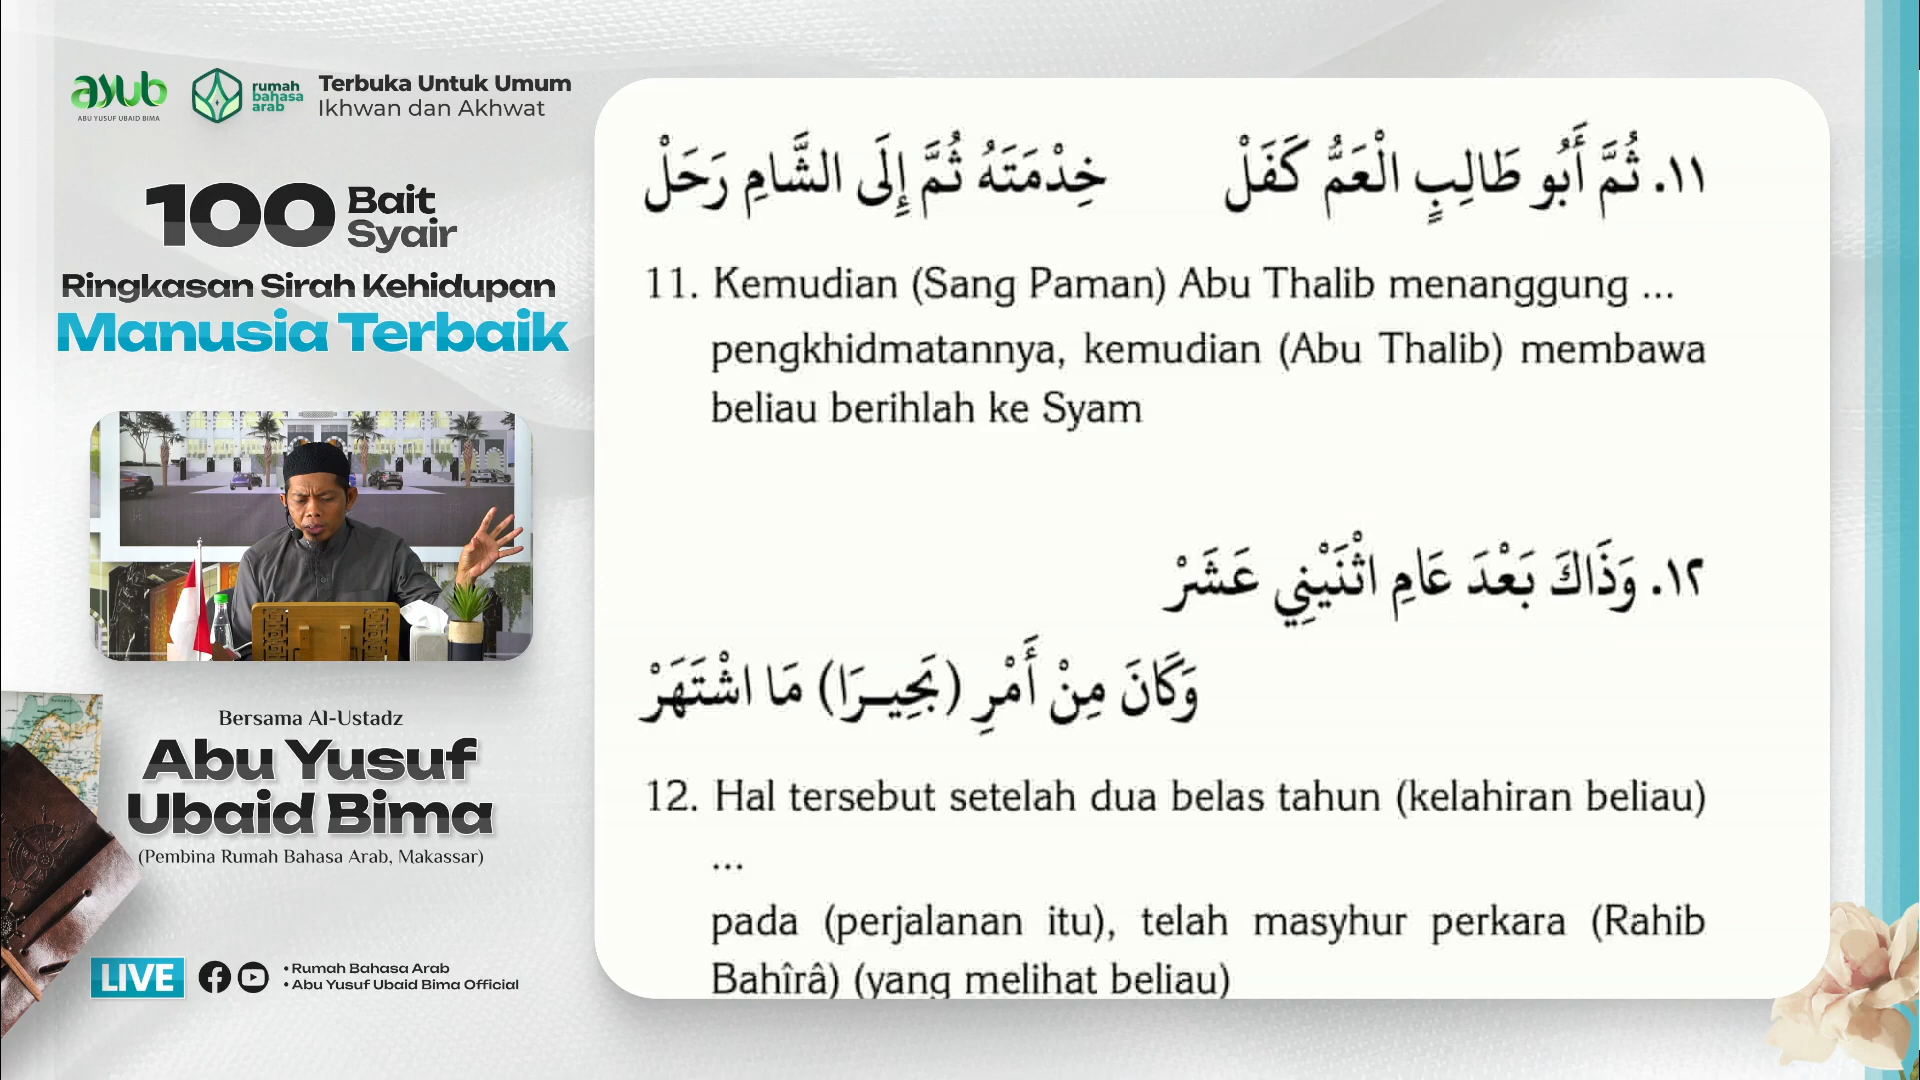 ayub
ABU YUSUF UBAID BIMA
rumah
bahasa
arab
Terbuka Untuk Umum
Ikhwan dan Akhwat
100 Bait
Syair
Ringkasan Sirah Kehidupan
Manusia Terbaik
Bersama Al-Ustadz
Abu Yusuf
Ubaid Bima
(Pembina Rumah Bahasa Arab, Makassar)
LIVE
• Rumah Bahasa Arab
• Abu Yusuf Ubaid Bima Official
١١. ثُمَّ أَبُو طَالِبٍ الْعَمُّ كَفَلْ خِدْمَتَهُ ثُمَّ إِلَى الشَّامِ رَحَلْ
11. Kemudian (Sang Paman) Abu Thalib menanggung ...
pengkhidmatannya, kemudian (Abu Thalib) membawa
beliau berihlah ke Syam
١٢. وَذَاكَ بَعْدَ عَامِ اثْنَيْنِي عَشَرْ
وَكَانَ مِنْ أَمْرِ (بَحِيـرَا) مَا اشْتَهَرْ
12. Hal tersebut setelah dua belas tahun (kelahiran beliau)
...
pada (perjalanan itu), telah masyhur perkara (Rahib
Bahîrâ) (yang melihat beliau)